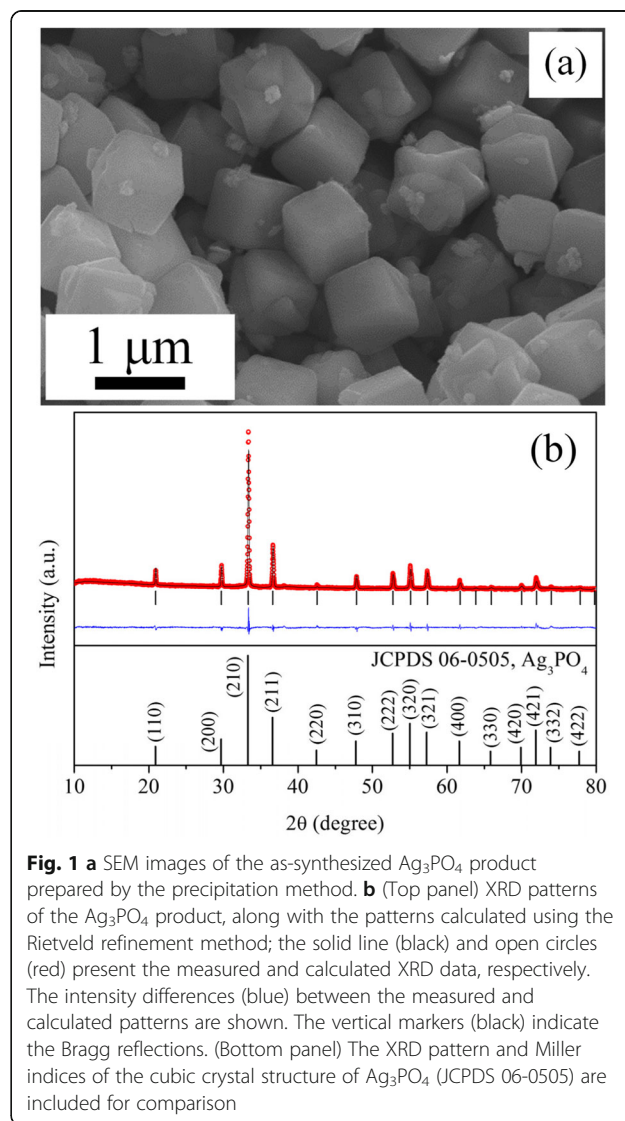 (a)
1 μm
(b)
Intensity (a.u.)
JCPDS 06-0505, Ag₃PO₄
(110)
(200)
(210)
(211)
(220)
(310)
(222)
(320)
(321)
(400)
(330)
(420)
(421)
(332)
(422)
10 20 30 40 50 60 70 80
2θ (degree)
Fig. 1 a SEM images of the as-synthesized Ag₃PO₄ product
prepared by the precipitation method. b (Top panel) XRD patterns
of the Ag₃PO₄ product, along with the patterns calculated using the
Rietveld refinement method; the solid line (black) and open circles
(red) present the measured and calculated XRD data, respectively.
The intensity differences (blue) between the measured and
calculated patterns are shown. The vertical markers (black) indicate
the Bragg reflections. (Bottom panel) The XRD pattern and Miller
indices of the cubic crystal structure of Ag₃PO₄ (JCPDS 06-0505) are
included for comparison